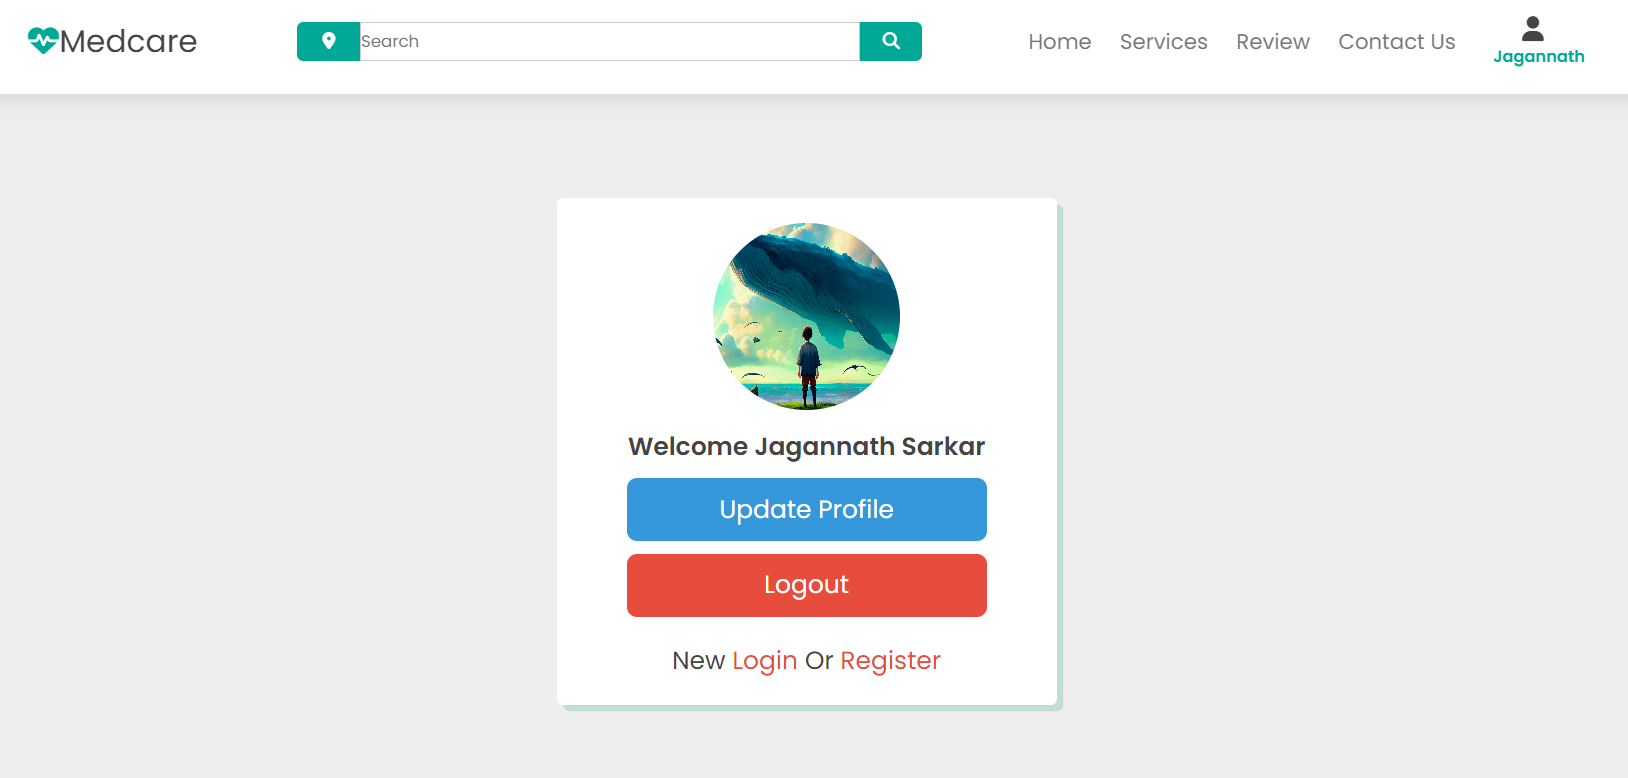 Medcare
Search
Home Services Review Contact Us
Jagannath
Welcome Jagannath Sarkar
Update Profile
Logout
New Login Or Register